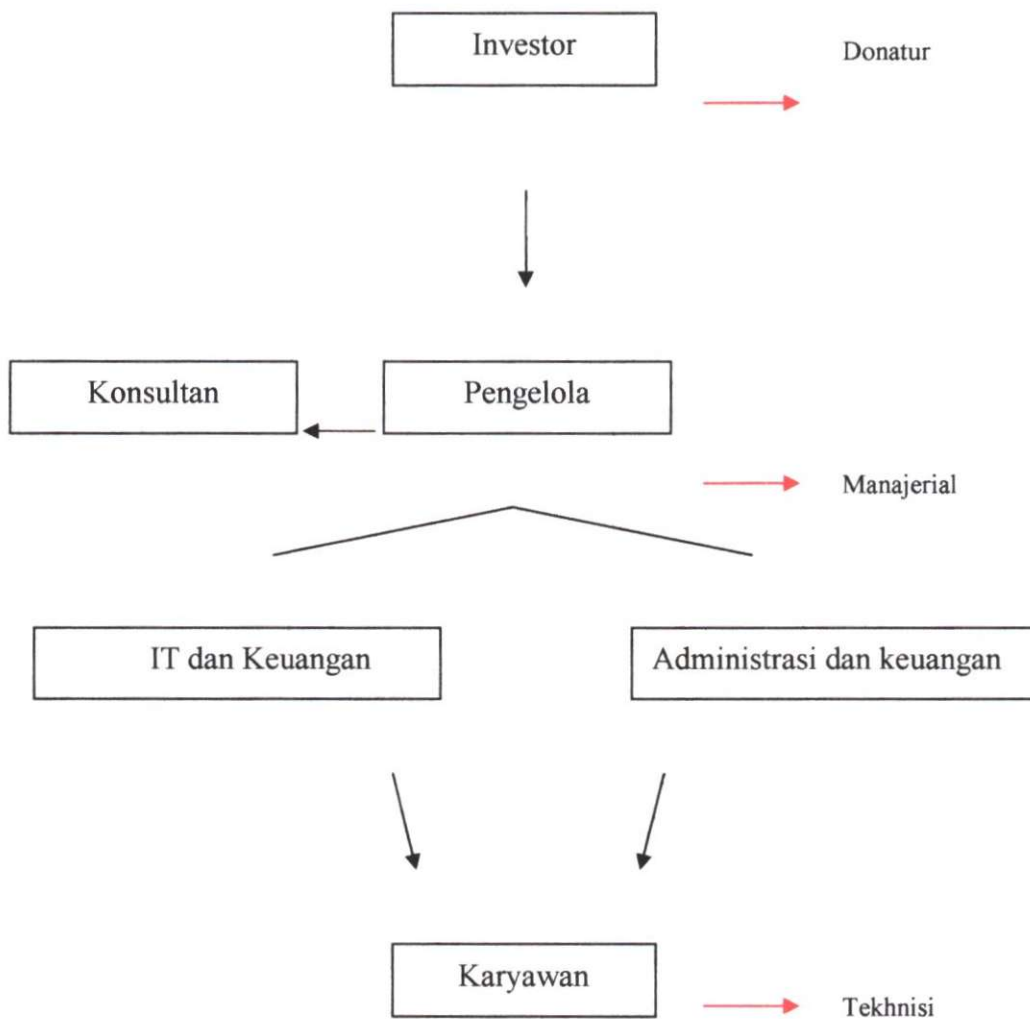 Investor
Donatur
Konsultan
Pengelola
Manajerial
IT dan Keuangan
Administrasi dan keuangan
Karyawan
Tekhnisi